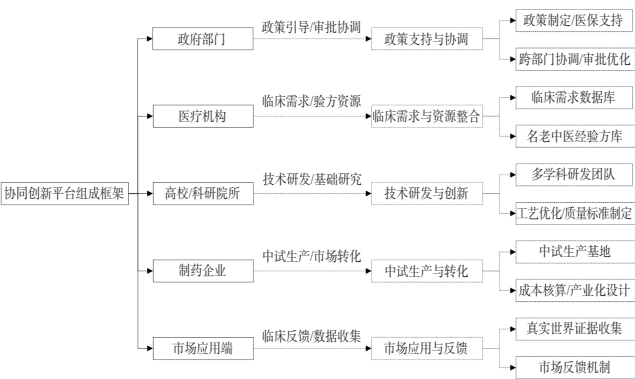 政策制定/医保支持
政策引导/审批协调
政府部门
政策支持与协调
跨部门协调/审批优化
临床需求数据库
临床需求/验方资源
医疗机构
临床需求与资源整合
名老中医经验方库
多学科研发团队
技术研发/基础研究
协同创新平台组成框架
高校/科研院所
技术研发与创新
工艺优化/质量标准制定
中试生产基地
中试生产/市场转化
制药企业
中试生产与转化
成本核算/产业化设计
真实世界证据收集
临床反馈/数据收集
市场应用端
市场应用与反馈
市场反馈机制